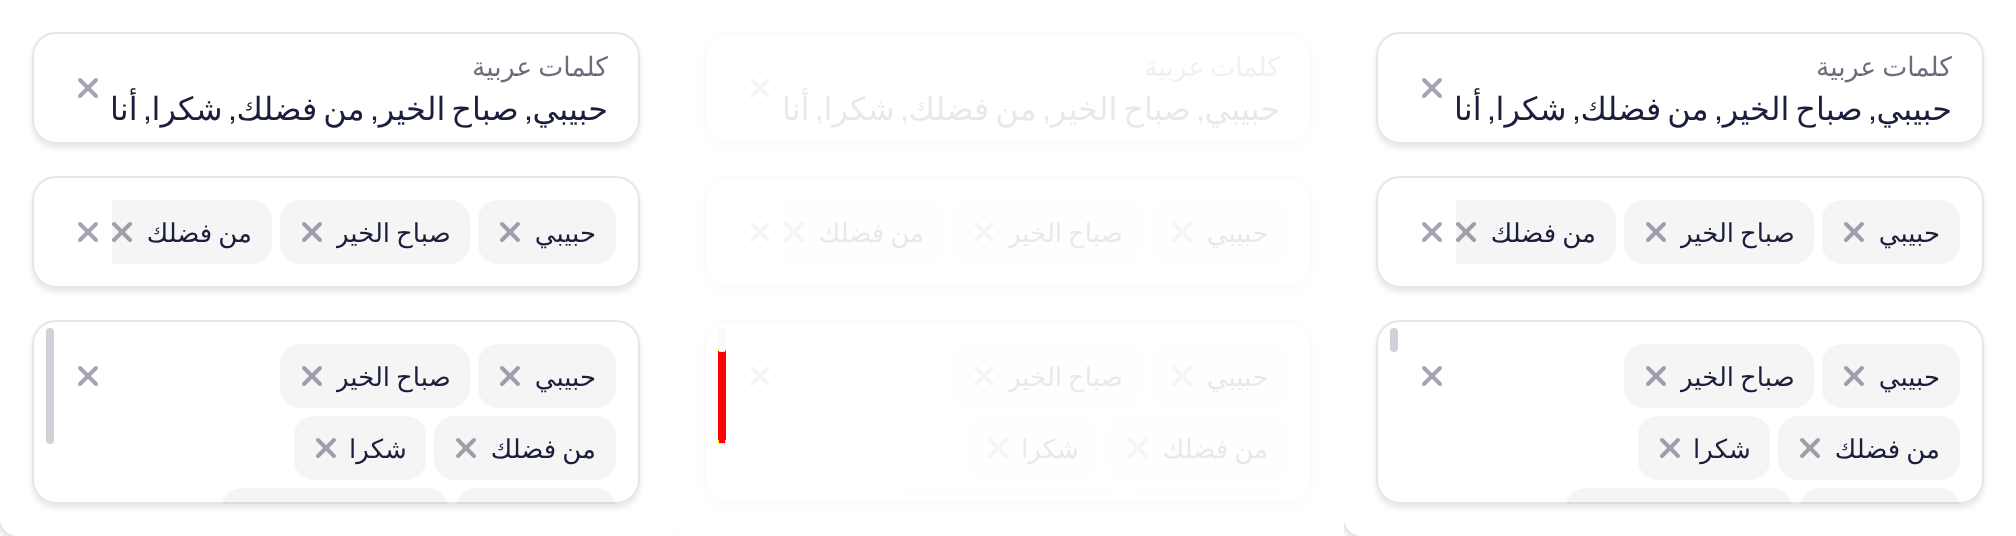 كلمات عربية
حبيبي, صباح الخير, من فضلك, شكرا, أنا
حبيبي صباح الخير من فضلك
حبيبي صباح الخير
من فضلك شكرا
كلمات عربية
حبيبي, صباح الخير, من فضلك, شكرا, أنا
حبيبي صباح الخير من فضلك
حبيبي صباح الخير
من فضلك شكرا
كلمات عربية
حبيبي, صباح الخير, من فضلك, شكرا, أنا
حبيبي صباح الخير من فضلك
حبيبي صباح الخير
من فضلك شكرا